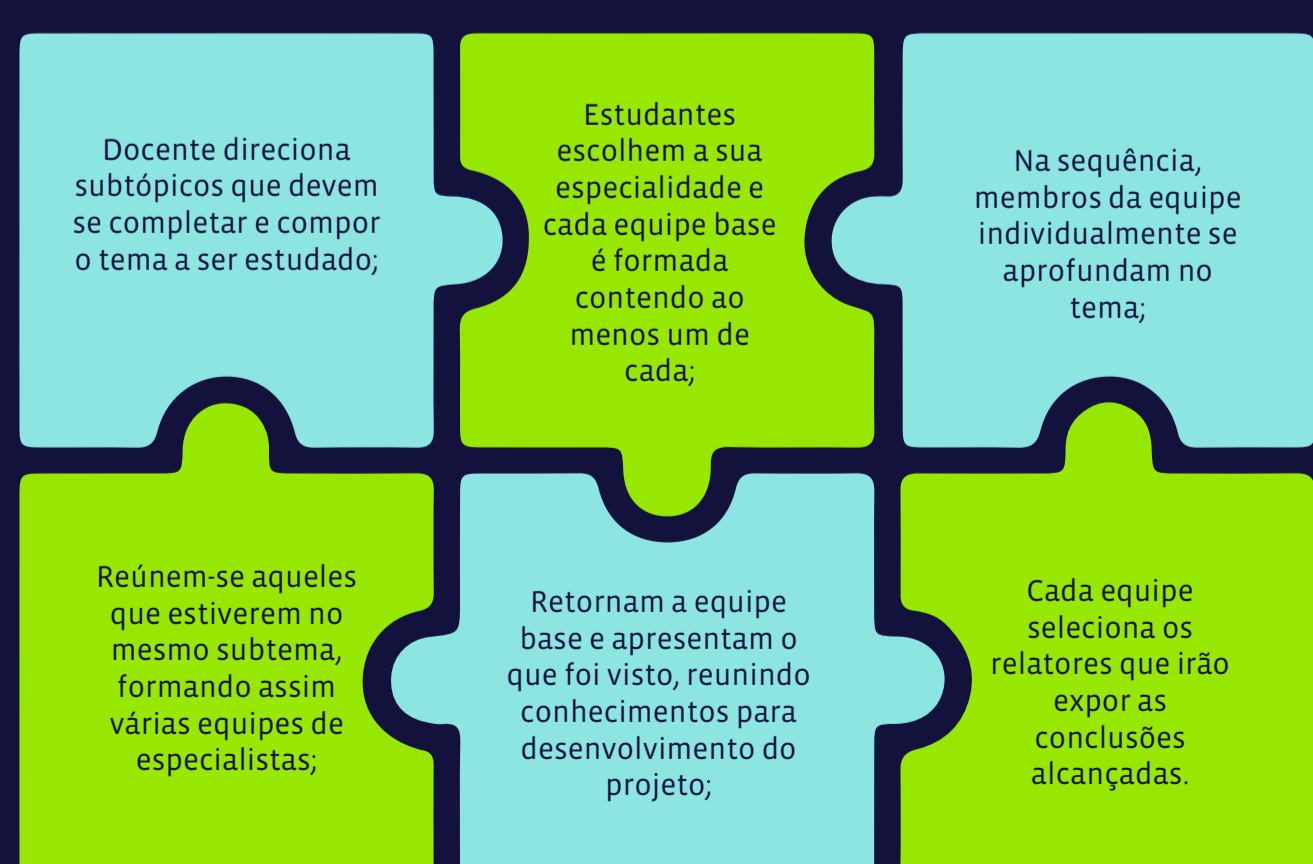 Docente direciona
subtópicos que devem
se completar e compor
o tema a ser estudado;
Estudantes
escolhem a sua
especialidade e
cada equipe base
é formada
contendo ao
menos um de
cada;
Na sequência,
membros da equipe
individualmente se
aprofundam no
tema;
Reúnem-se aqueles
que estiverem no
mesmo subtema,
formando assim
várias equipes de
especialistas;
Retornam a equipe
base e apresentam o
que foi visto, reunindo
conhecimentos para
desenvolvimento do
projeto;
Cada equipe
seleciona os
relatores que irão
expor as
conclusões
alcançadas.